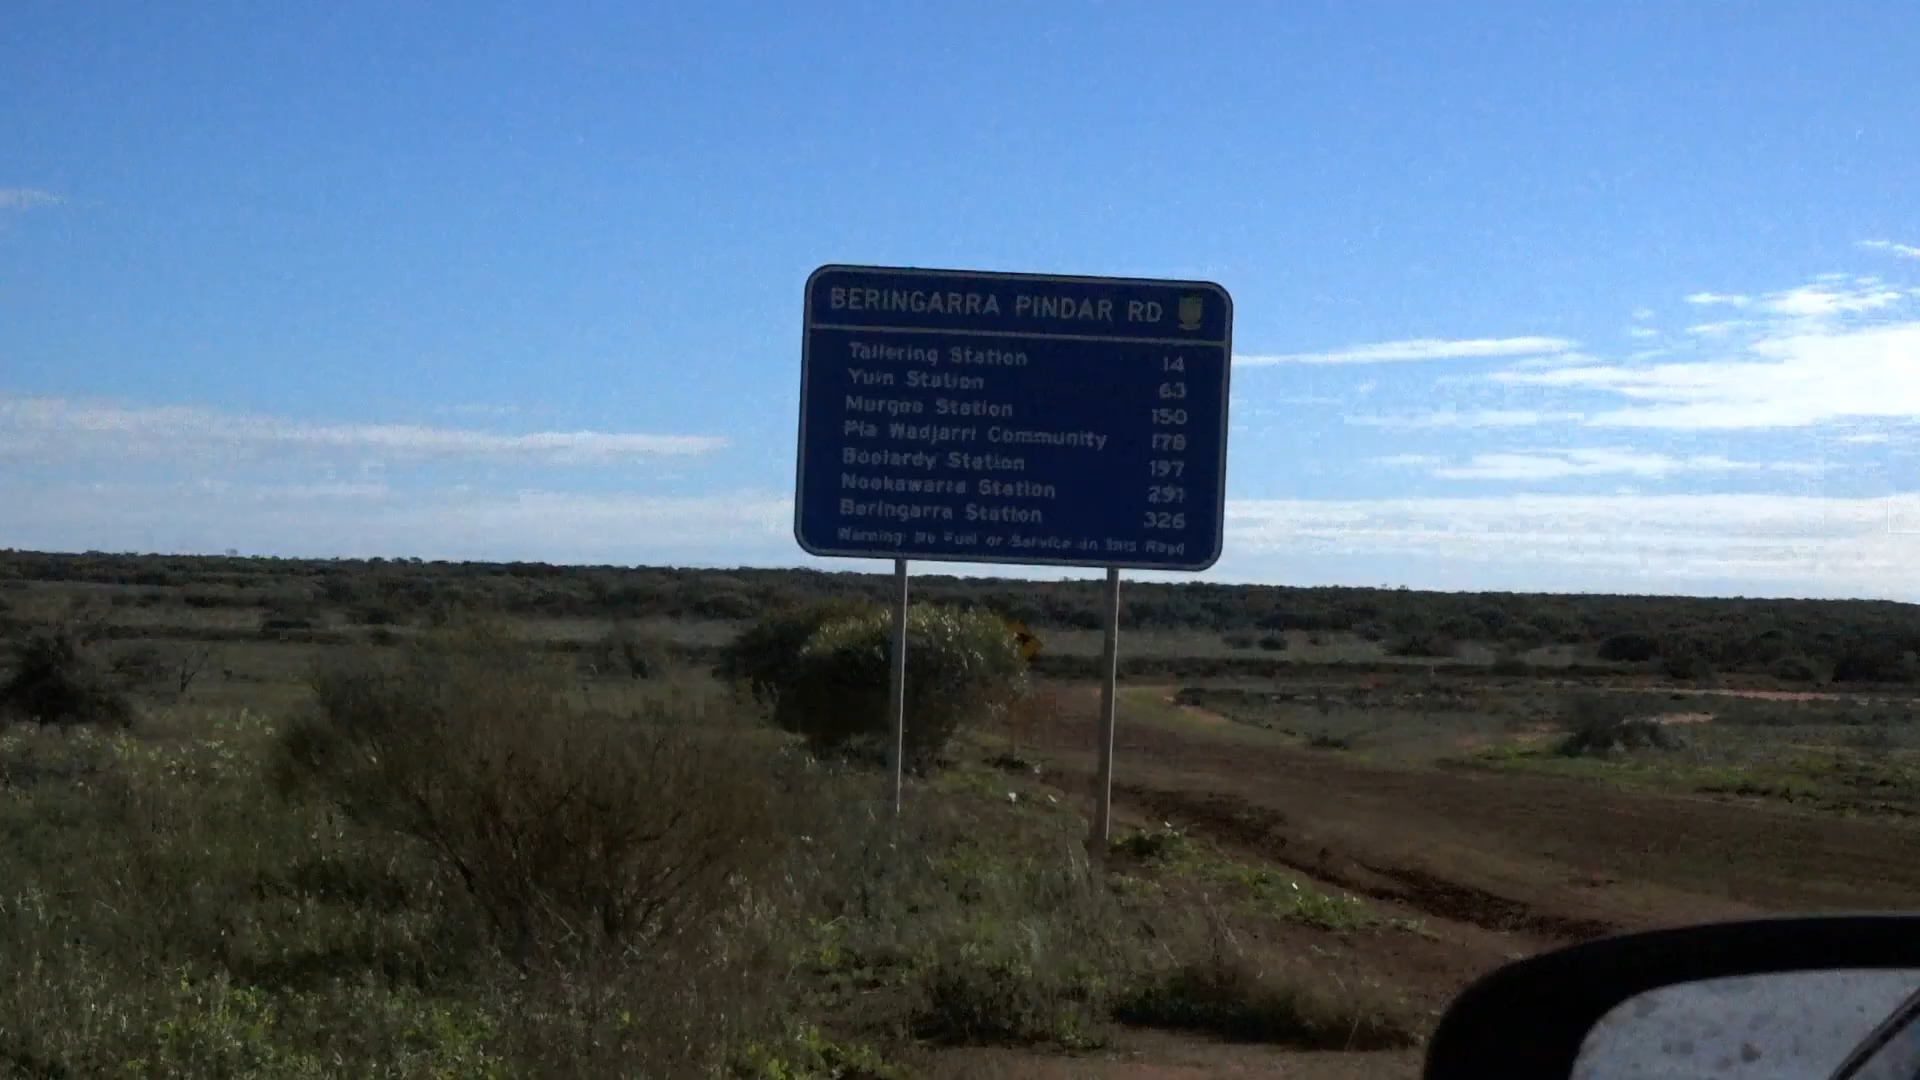 BERINGARRA PINDAR RD
Tallering Station 14
Yuin Station 63
Murgoo Station 150
Pia Wadjarri Community 178
Boolardy Station 197
Nookawarra Station 291
Beringarra Station 326
Warning: No Fuel or Service on this Road